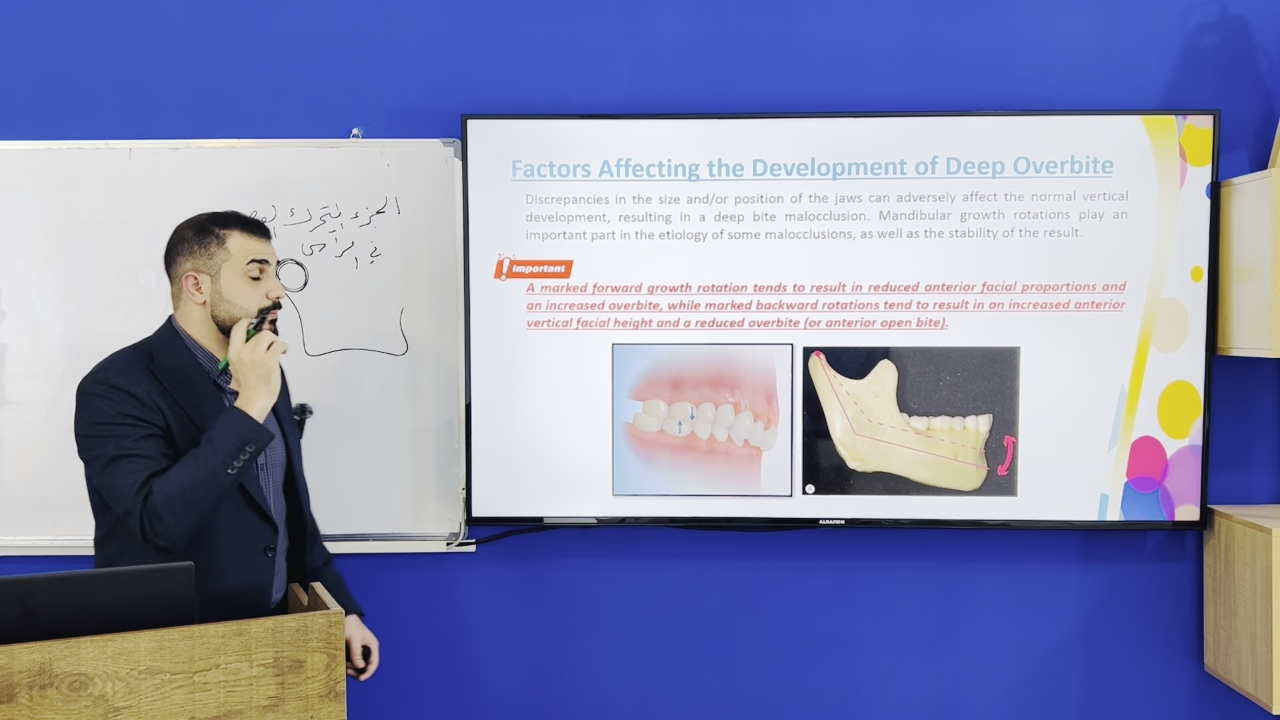 الجزء
في
Factors Affecting the Development of Deep Overbite
Discrepancies in the size and/or position of the jaws can adversely affect the normal vertical
development, resulting in a deep bite malocclusion. Mandibular growth rotations play an
important part in the etiology of some malocclusions, as well as the stability of the result.
! Important
A marked forward growth rotation tends to result in reduced anterior facial proportions and
an increased overbite, while marked backward rotations tend to result in an increased anterior
vertical facial height and a reduced overbite (or anterior open bite).
ALHAFIDH